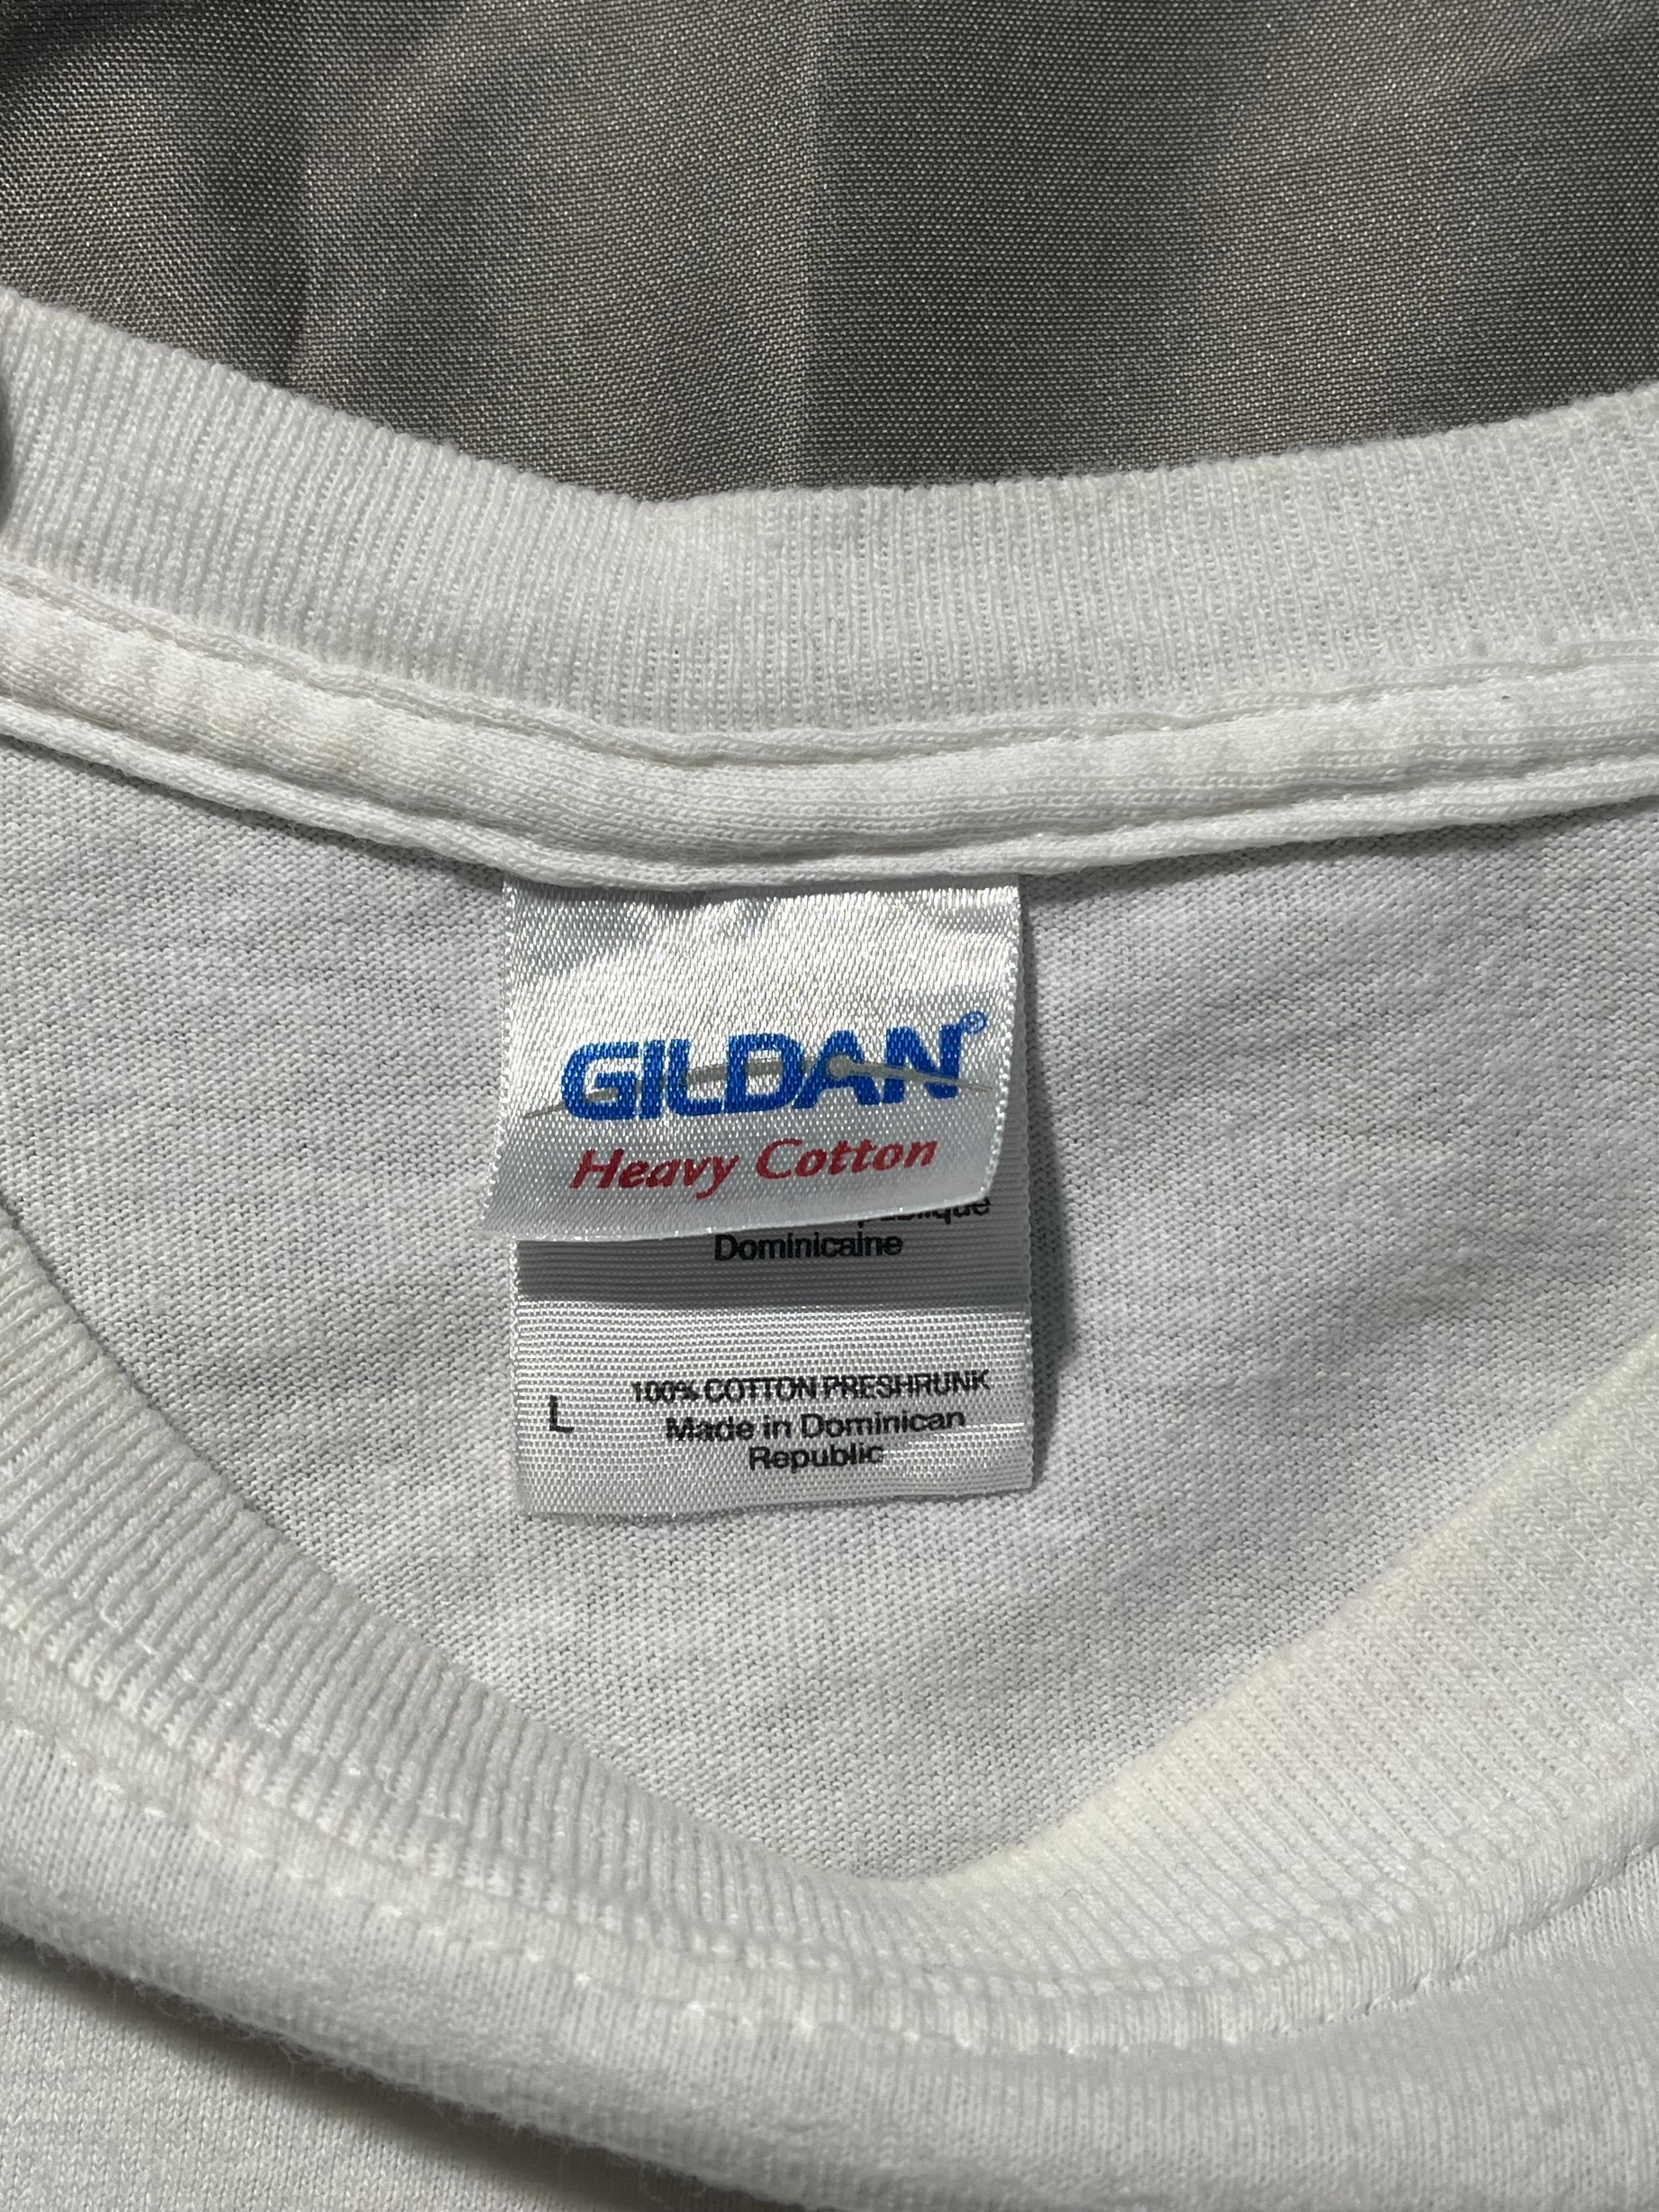 GILDAN®
Heavy Cotton
Dominicaine
L
100% COTTON PRESHRUNK
Made in Dominican
Republic